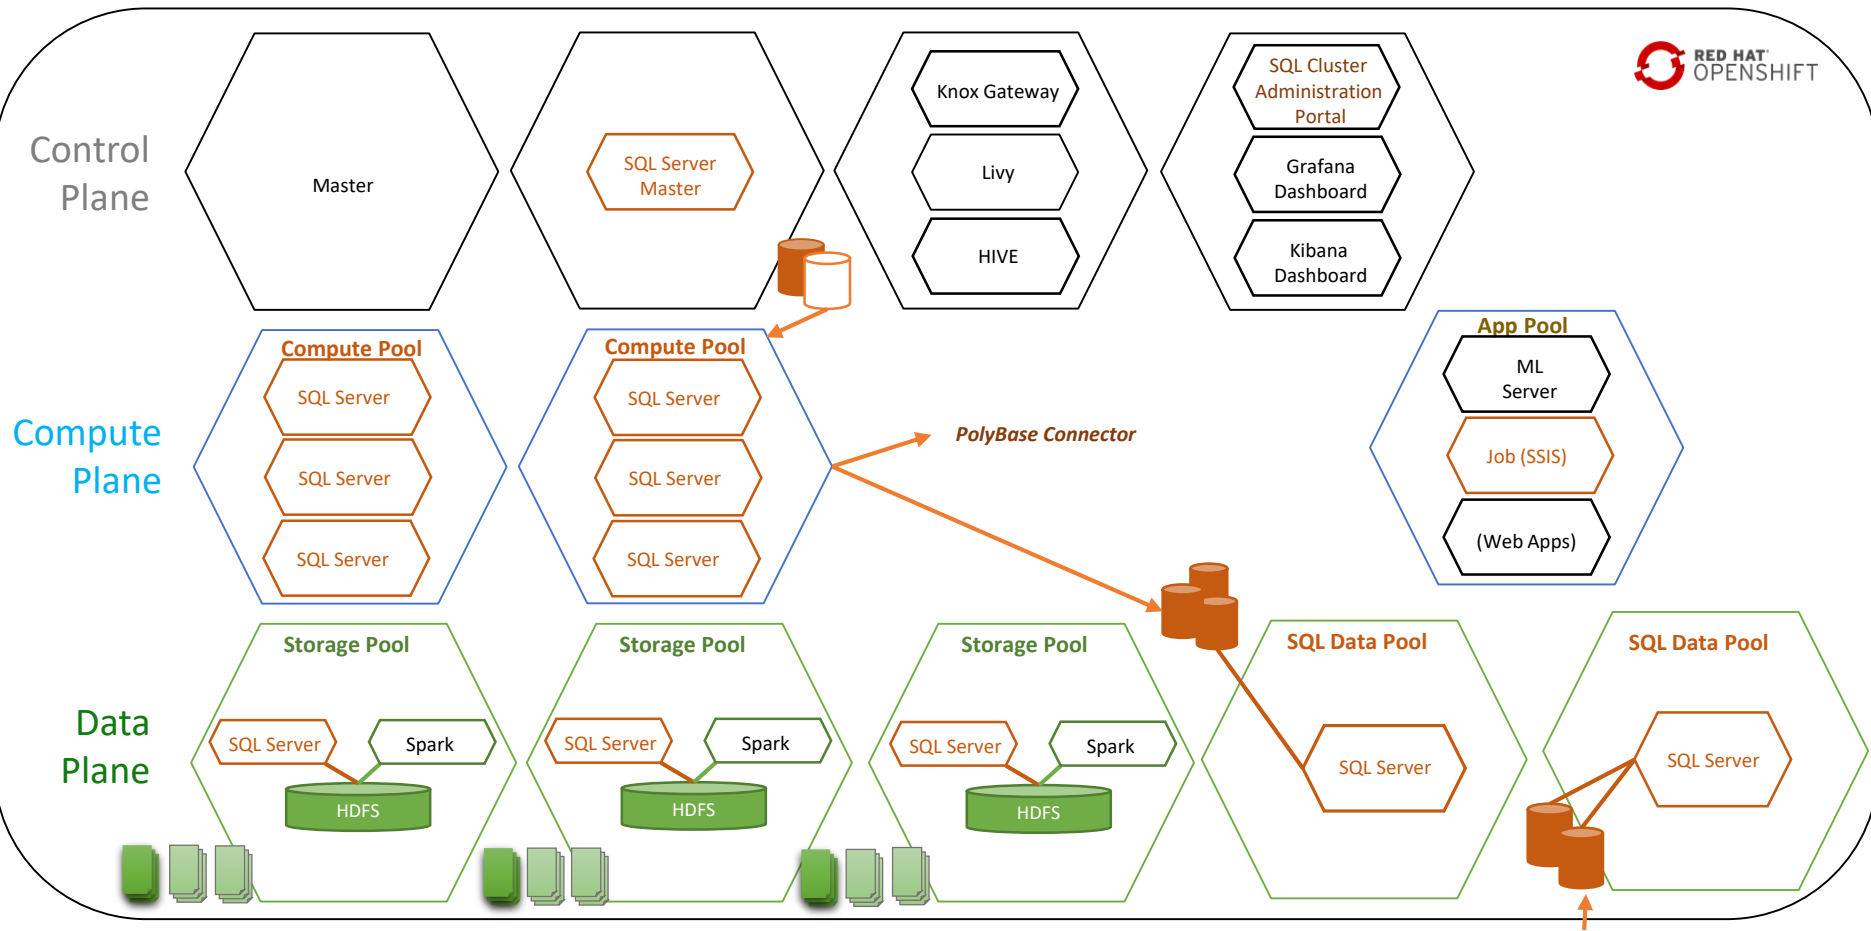 RED HAT
OPENSHIFT
Control
Plane
Master
SQL Server
Master
Knox Gateway
Livy
HIVE
SQL Cluster
Administration
Portal
Grafana
Dashboard
Kibana
Dashboard
Compute
Plane
Compute Pool
SQL Server
SQL Server
SQL Server
Compute Pool
SQL Server
SQL Server
SQL Server
PolyBase Connector
App Pool
ML
Server
Job (SSIS)
(Web Apps)
Data
Plane
Storage Pool
SQL Server
Spark
HDFS
Storage Pool
SQL Server
Spark
HDFS
Storage Pool
SQL Server
Spark
HDFS
SQL Data Pool
SQL Server
SQL Data Pool
SQL Server